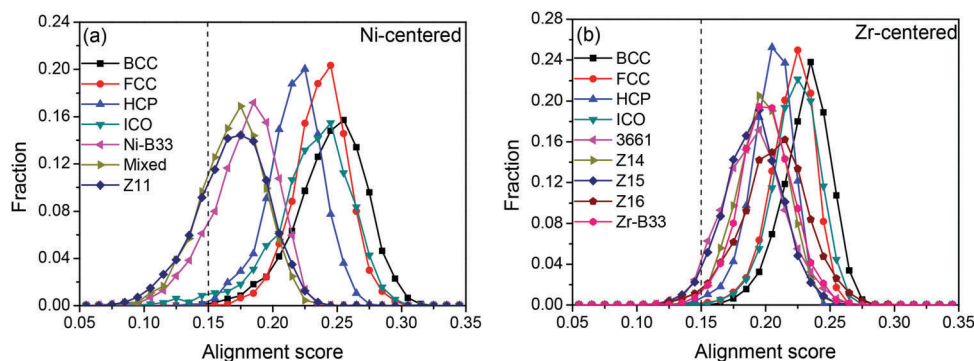 (a)
Ni-centered
BCC
FCC
HCP
ICO
Ni-B33
Mixed
Z11
0.24
0.20
0.16
0.12
0.08
0.04
0.00
Fraction
0.05 0.10 0.15 0.20 0.25 0.30 0.35
Alignment score
(b)
Zr-centered
BCC
FCC
HCP
ICO
3661
Z14
Z15
Z16
Zr-B33
0.28
0.24
0.20
0.16
0.12
0.08
0.04
0.00
Fraction
0.05 0.10 0.15 0.20 0.25 0.30 0.35
Alignment score